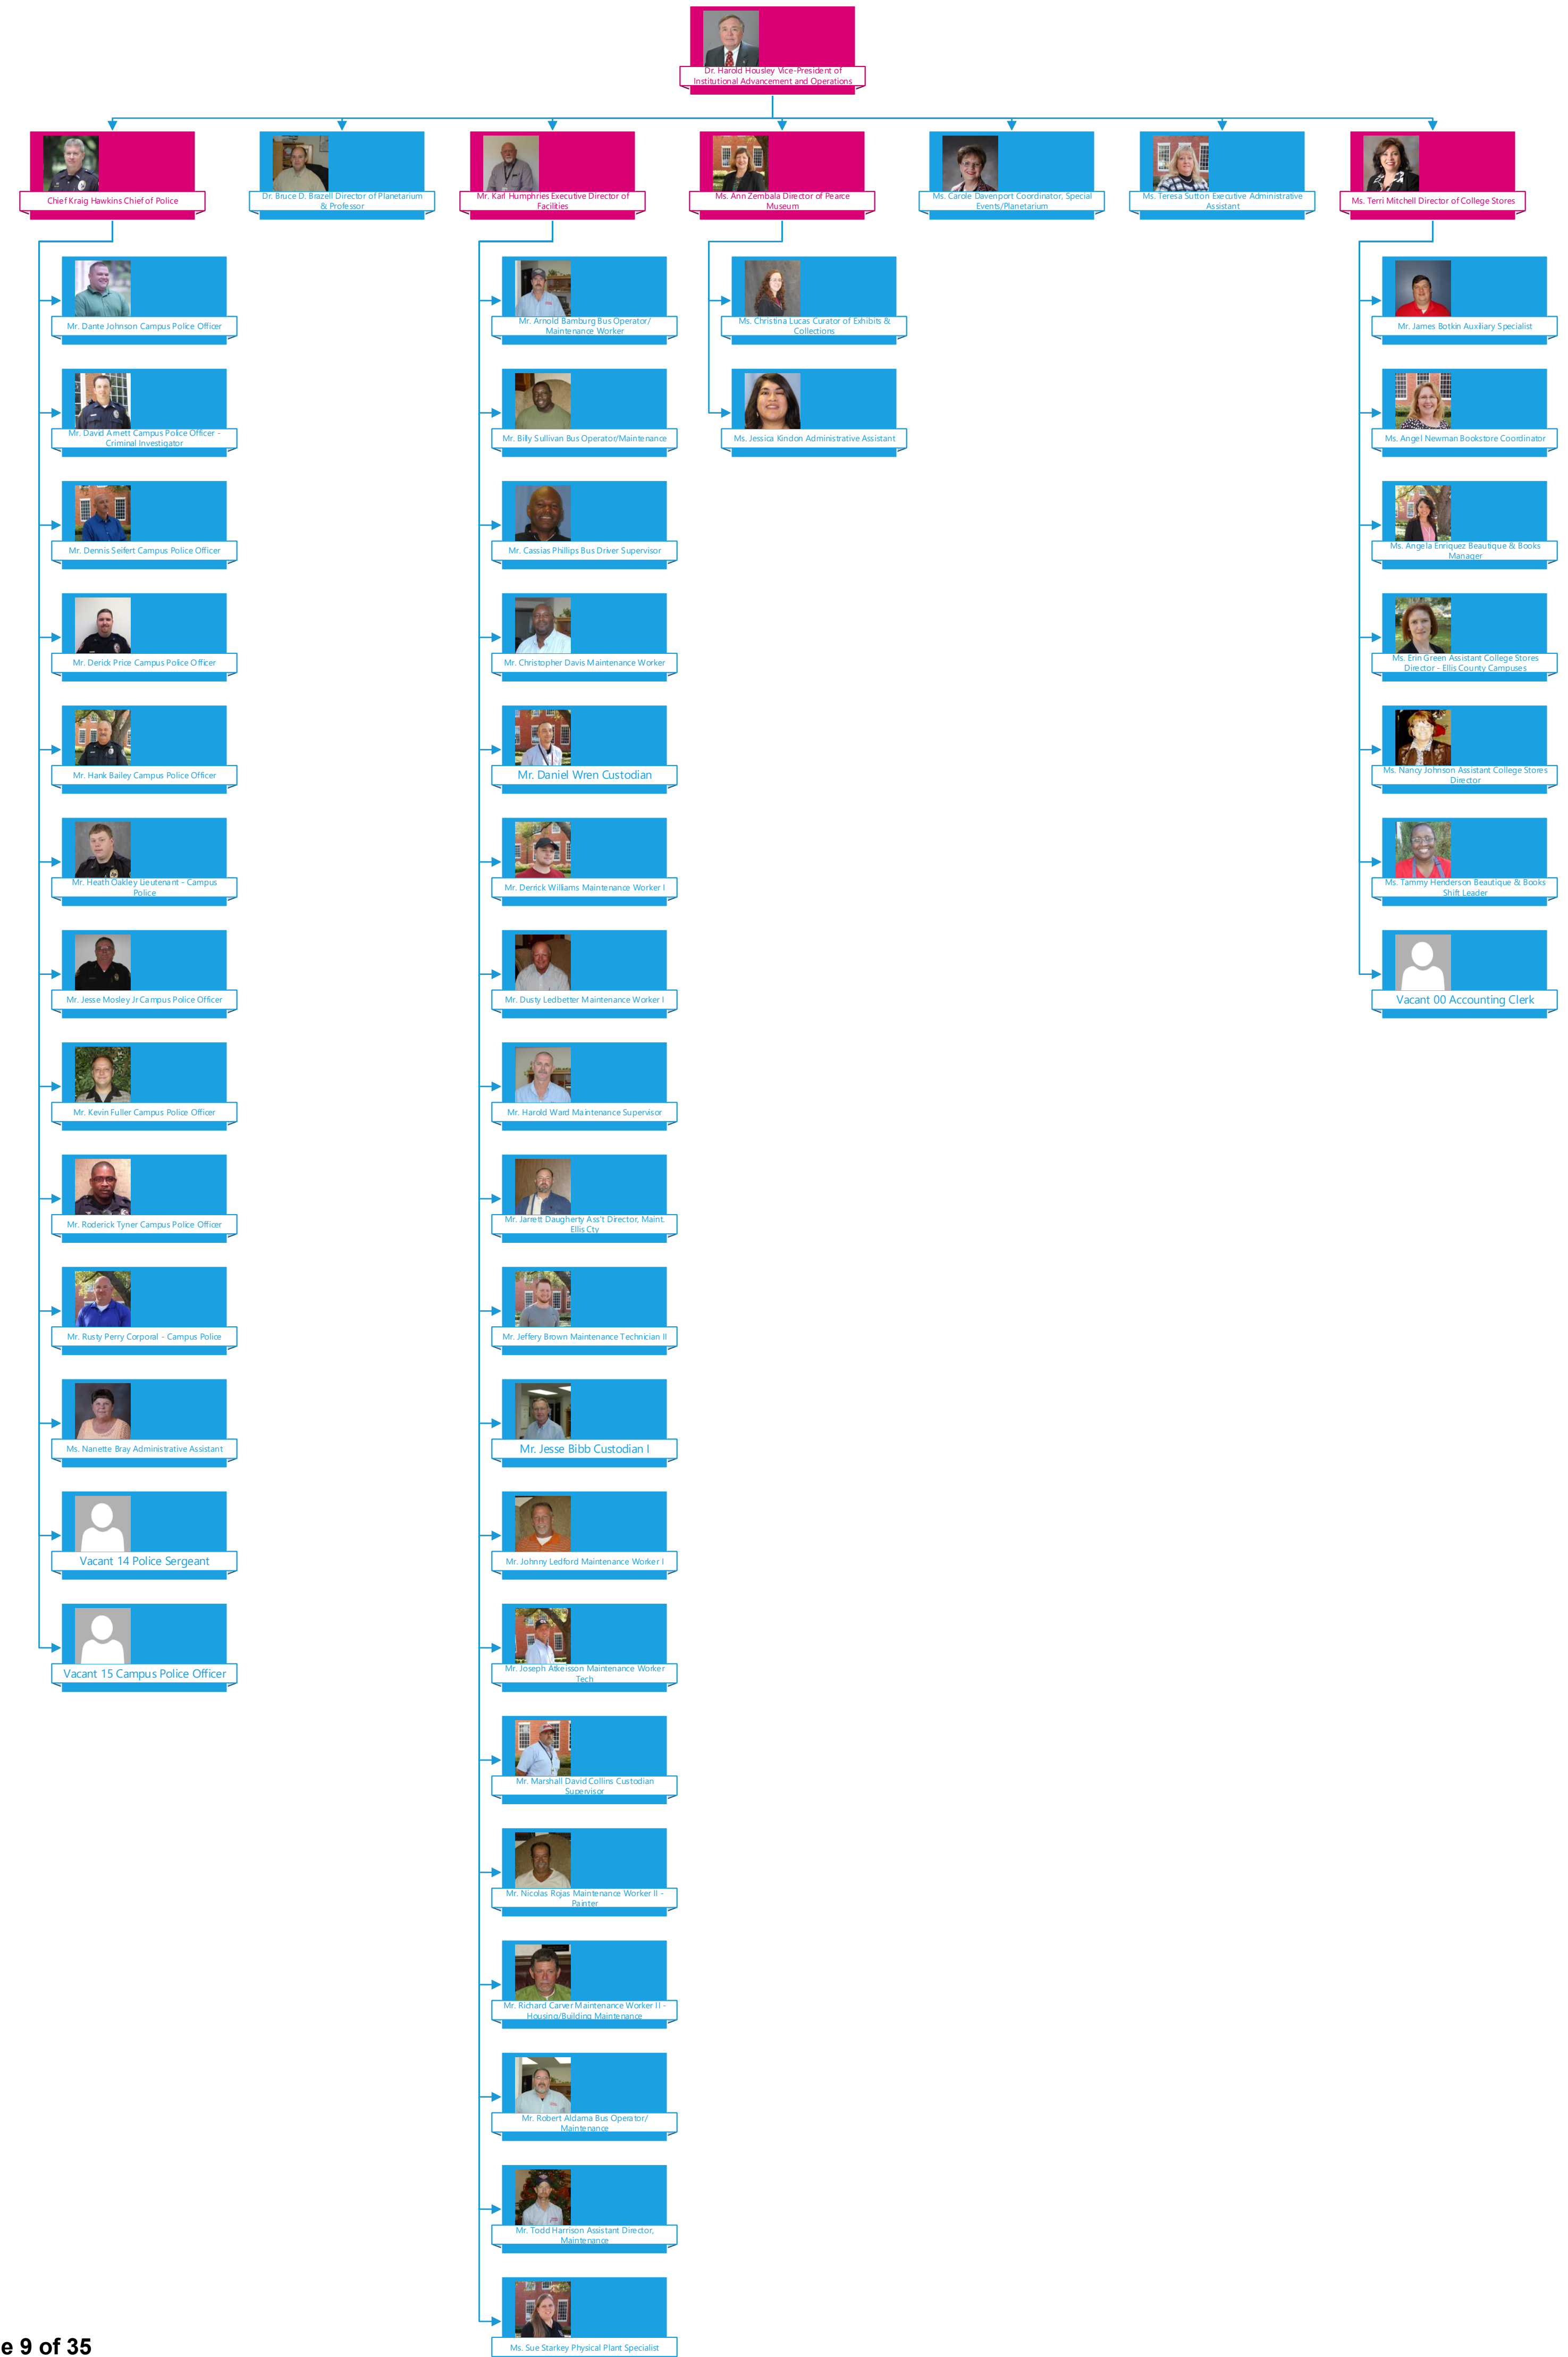 Dr. Harold Housley Vice-President of
Institutional Advancement and Operations
Chief Kraig Hawkins Chief of Police
Dr. Bruce D. Brazell Director of Planetarium
& Professor
Mr. Karl Humphries Executive Director of
Facilities
Ms. Ann Zembala Director of Pearce
Museum
Ms. Carole Davenport Coordinator, Special
Events/Planetarium
Ms. Teresa Sutton Executive Administrative
Assistant
Ms. Terri Mitchell Director of College Stores
Mr. Dante Johnson Campus Police Officer
Mr. David Arnett Campus Police Officer -
Criminal Investigator
Mr. Dennis Seifert Campus Police Officer
Mr. Derick Price Campus Police Officer
Mr. Hank Bailey Campus Police Officer
Mr. Heath Oakley Lieutenant - Campus
Police
Mr. Jesse Mosley Jr Campus Police Officer
Mr. Kevin Fuller Campus Police Officer
Mr. Roderick Tyner Campus Police Officer
Mr. Rusty Perry Corporal - Campus Police
Ms. Nanette Bray Administrative Assistant
Vacant 14 Police Sergeant
Vacant 15 Campus Police Officer
Mr. Arnold Bamburg Bus Operator/
Maintenance Worker
Mr. Billy Sullivan Bus Operator/Maintenance
Mr. Cassias Phillips Bus Driver Supervisor
Mr. Christopher Davis Maintenance Worker
Mr. Daniel Wren Custodian
Mr. Derrick Williams Maintenance Worker I
Mr. Dusty Ledbetter Maintenance Worker I
Mr. Harold Ward Maintenance Supervisor
Mr. Jarrett Daugherty Ass't Director, Maint.
Ellis Cty
Mr. Jeffery Brown Maintenance Technician II
Mr. Jesse Bibb Custodian I
Mr. Johnny Ledford Maintenance Worker I
Mr. Joseph Atkeisson Maintenance Worker
Tech
Mr. Marshall David Collins Custodian
Supervisor
Mr. Nicolas Rojas Maintenance Worker II -
Painter
Mr. Richard Carver Maintenance Worker II -
Housing/Building Maintenance
Mr. Robert Aldama Bus Operator/
Maintenance
Mr. Todd Harrison Assistant Director,
Maintenance
Ms. Sue Starkey Physical Plant Specialist
Ms. Christina Lucas Curator of Exhibits &
Collections
Ms. Jessica Kindon Administrative Assistant
Mr. James Botkin Auxiliary Specialist
Ms. Angel Newman Bookstore Coordinator
Ms. Angela Enriquez Beautique & Books
Manager
Ms. Erin Green Assistant College Stores
Director - Ellis County Campuses
Ms. Nancy Johnson Assistant College Stores
Director
Ms. Tammy Henderson Beautique & Books
Shift Leader
Vacant 00 Accounting Clerk
e 9 of 35